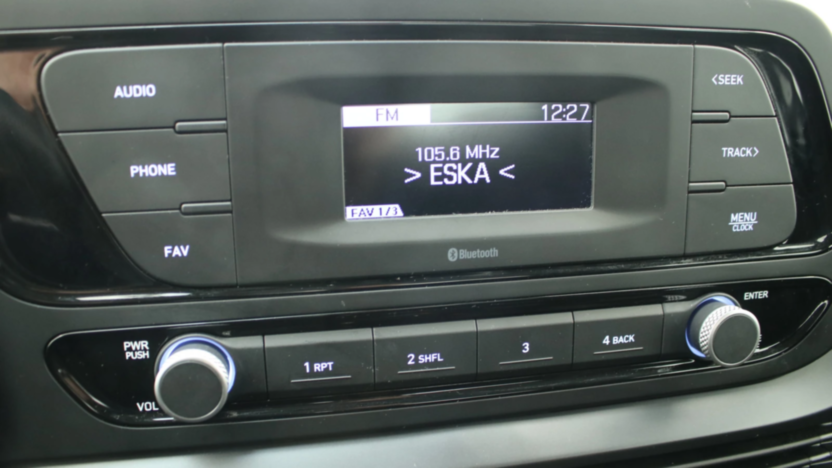 AUDIO
PHONE
FAV
FM 12:27
105.6 MHz
> ESKA <
FAV 1/3
Bluetooth
<SEEK
TRACK>
MENU
CLOCK
PWR
PUSH
VOL
1 RPT
2 SHFL
3
4 BACK
ENTER